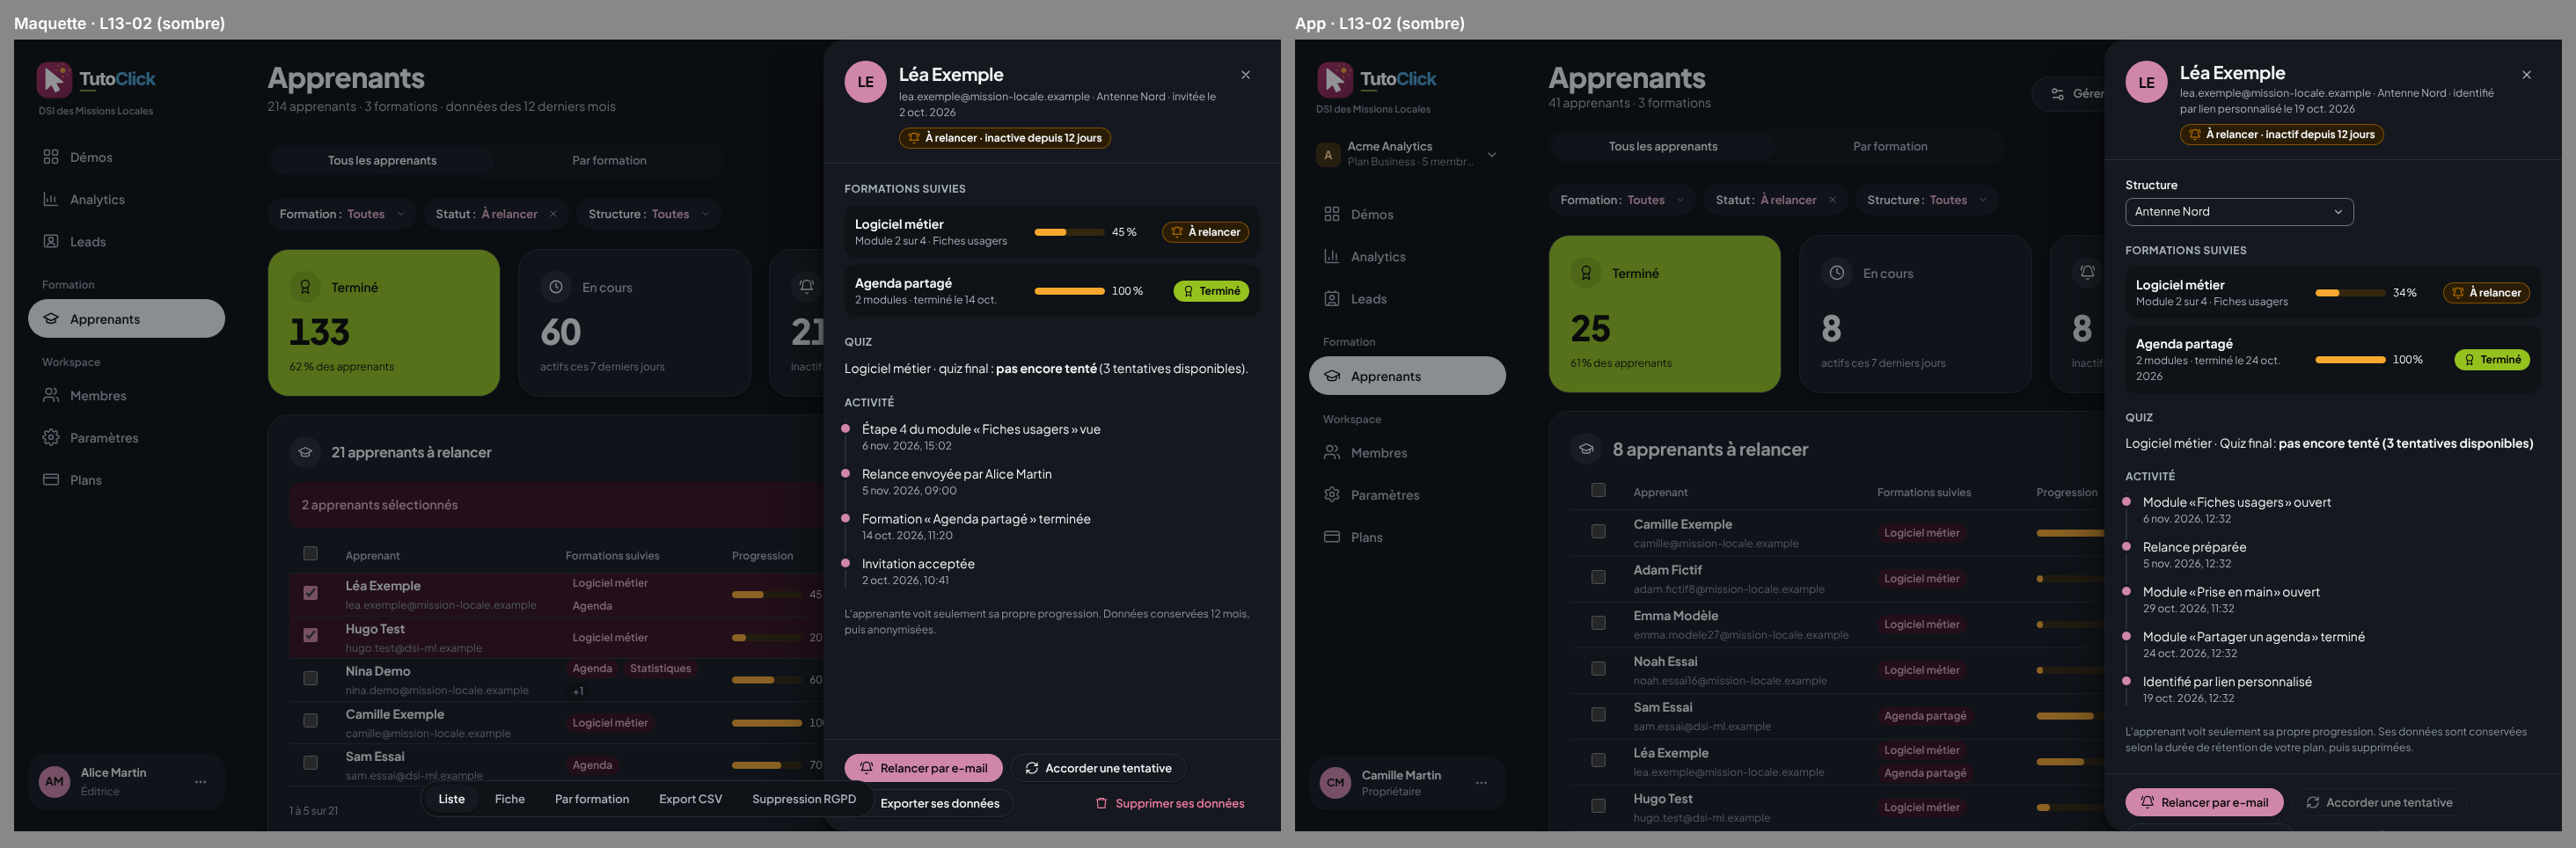 Maquette · L13-02 (sombre)
TutoClick
DSI des Missions Locales
Démos
Analytics
Leads
Formation
Apprenants
Workspace
Membres
Paramètres
Plans
AM
Alice Martin
Éditrice
Apprenants
214 apprenants · 3 formations · données des 12 derniers mois
Tous les apprenants
Par formation
Formation : Toutes
Statut : À relancer
Structure : Toutes
Terminé
133
62 % des apprenants
En cours
60
actifs ces 7 derniers jours
21
inactif
21 apprenants à relancer
2 apprenants sélectionnés
Apprenant
Formations suivies
Progression
Léa Exemple
lea.exemple@mission-locale.example
Logiciel métier
Agenda
45
Hugo Test
hugo.test@dsi-ml.example
Logiciel métier
20
Nina Demo
nina.demo@mission-locale.example
Agenda
Statistiques
+1
60
Camille Exemple
camille@mission-locale.example
Logiciel métier
10
Sam Essai
sam.essai@dsi-ml.example
Agenda
70
1 à 5 sur 21
Liste
Fiche
Par formation
Export CSV
Suppression RGPD
LE
Léa Exemple
lea.exemple@mission-locale.example · Antenne Nord · invitée le
2 oct. 2026
À relancer · inactive depuis 12 jours
FORMATIONS SUIVIES
Logiciel métier
Module 2 sur 4 · Fiches usagers
45 %
À relancer
Agenda partagé
2 modules · terminé le 14 oct.
100 %
Terminé
QUIZ
Logiciel métier · quiz final : pas encore tenté (3 tentatives disponibles).
ACTIVITÉ
Étape 4 du module « Fiches usagers » vue
6 nov. 2026, 15:02
Relance envoyée par Alice Martin
5 nov. 2026, 09:00
Formation « Agenda partagé » terminée
14 oct. 2026, 11:20
Invitation acceptée
2 oct. 2026, 10:41
L'apprenante voit seulement sa propre progression. Données conservées 12 mois,
puis anonymisées.
Relancer par e-mail
Accorder une tentative
Exporter ses données
Supprimer ses données
App · L13-02 (sombre)
TutoClick
DSI des Missions Locales
A
Acme Analytics
Plan Business · 5 membr...
Démos
Analytics
Leads
Formation
Apprenants
Workspace
Membres
Paramètres
Plans
CM
Camille Martin
Propriétaire
Apprenants
41 apprenants · 3 formations
Gérer
Tous les apprenants
Par formation
Formation : Toutes
Statut : À relancer
Structure : Toutes
Terminé
25
61 % des apprenants
En cours
8
actifs ces 7 derniers jours
8
inacti
8 apprenants à relancer
Apprenant
Formations suivies
Progression
Camille Exemple
camille@mission-locale.example
Logiciel métier
Adam Fictif
adam.fictif8@mission-locale.example
Logiciel métier
Emma Modèle
emma.modele27@mission-locale.example
Logiciel métier
Noah Essai
noah.essai16@mission-locale.example
Logiciel métier
Sam Essai
sam.essai@dsi-ml.example
Agenda partagé
Léa Exemple
lea.exemple@mission-locale.example
Logiciel métier
Agenda partagé
Hugo Test
hugo.test@dsi-ml.example
Logiciel métier
LE
Léa Exemple
lea.exemple@mission-locale.example · Antenne Nord · identifié
par lien personnalisé le 19 oct. 2026
À relancer · inactif depuis 12 jours
Structure
Antenne Nord
FORMATIONS SUIVIES
Logiciel métier
Module 2 sur 4 · Fiches usagers
34 %
À relancer
Agenda partagé
2 modules · terminé le 24 oct.
2026
100 %
Terminé
QUIZ
Logiciel métier · Quiz final : pas encore tenté (3 tentatives disponibles)
ACTIVITÉ
Module « Fiches usagers » ouvert
6 nov. 2026, 12:32
Relance préparée
5 nov. 2026, 12:32
Module « Prise en main » ouvert
29 oct. 2026, 11:32
Module « Partager un agenda » terminé
24 oct. 2026, 12:32
Identifié par lien personnalisé
19 oct. 2026, 12:32
L'apprenant voit seulement sa propre progression. Ses données sont conservées
selon la durée de rétention de votre plan, puis supprimées.
Relancer par e-mail
Accorder une tentative